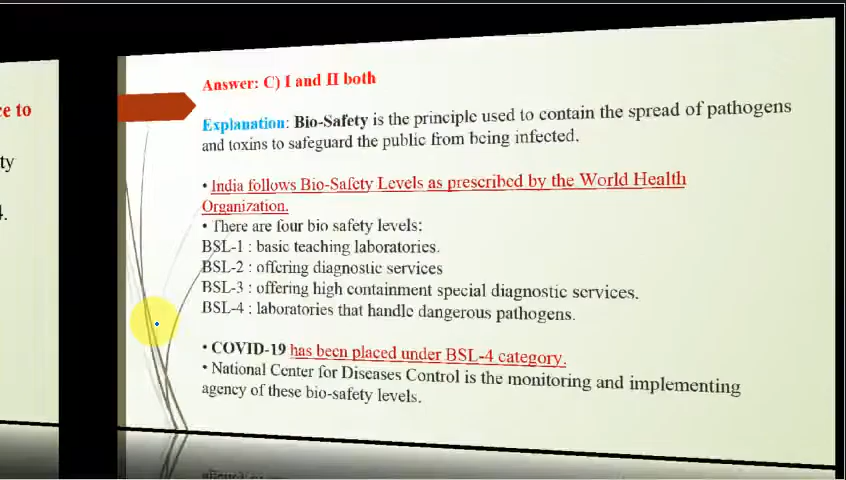 ce to
ty
4.
Answer: C) I and II both
Explanation: Bio-Safety is the principle used to contain the spread of pathogens
and toxins to safeguard the public from being infected.
• India follows Bio-Safety Levels as prescribed by the World Health
Organization.
• There are four bio safety levels:
BSL-1 : basic teaching laboratories.
BSL-2 : offering diagnostic services
BSL-3 : offering high containment special diagnostic services.
BSL-4 : laboratories that handle dangerous pathogens.
• COVID-19 has been placed under BSL-4 category.
• National Center for Diseases Control is the monitoring and implementing
agency of these bio-safety levels.